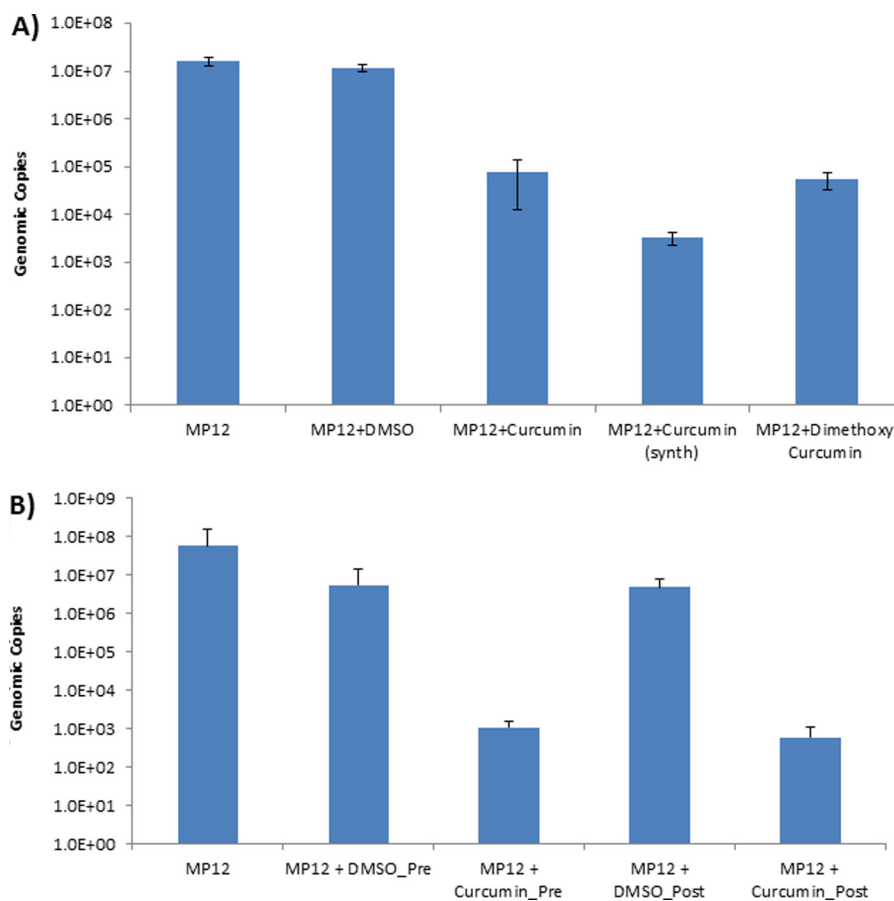 A)
Genomic Copies
1.0E+08
1.0E+07
1.0E+06
1.0E+05
1.0E+04
1.0E+03
1.0E+02
1.0E+01
1.0E+00
MP12
MP12+DMSO
MP12+Curcumin
MP12+Curcumin
(synth)
MP12+Dimethoxy
Curcumin
B)
Genomic Copies
1.0E+09
1.0E+08
1.0E+07
1.0E+06
1.0E+05
1.0E+04
1.0E+03
1.0E+02
1.0E+01
1.0E+00
MP12
MP12 + DMSO_Pre
MP12 +
Curcumin_Pre
MP12 +
DMSO_Post
MP12 +
Curcumin_Post